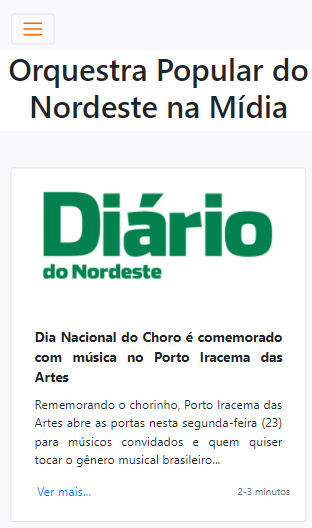 Orquestra Popular do
Nordeste na Mídia
Diário
do Nordeste
Dia Nacional do Choro é comemorado
com música no Porto Iracema das
Artes
Rememorando o chorinho, Porto Iracema das
Artes abre as portas nesta segunda-feira (23)
para músicos convidados e quem quiser
tocar o gênero musical brasileiro...
Ver mais...
2-3 minutos